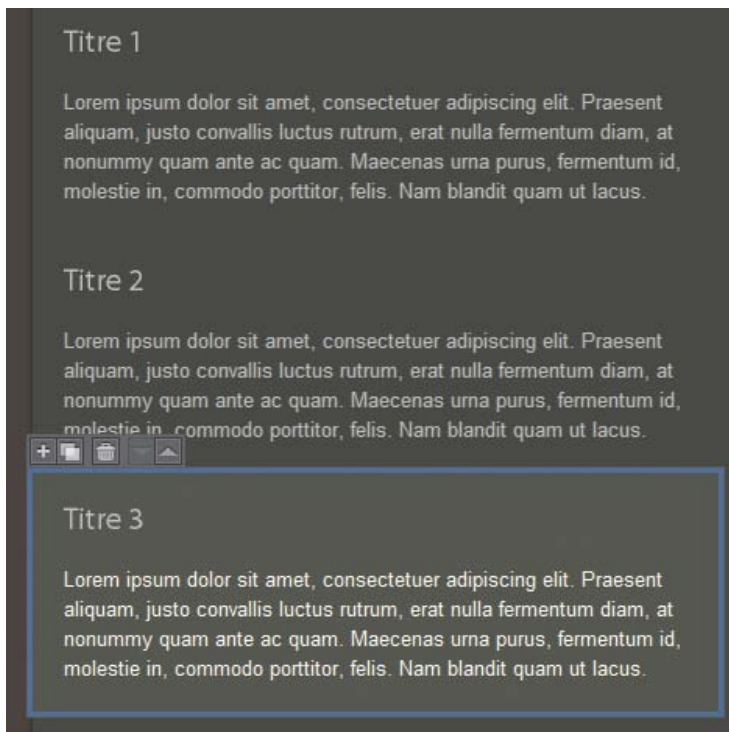 Titre 1
Lorem ipsum dolor sit amet, consectetuer adipiscing elit. Praesent
aliquam, justo convallis luctus rutrum, erat nulla fermentum diam, at
nonummy quam ante ac quam. Maecenas urna purus, fermentum id,
molestie in, commodo porttitor, felis. Nam blandit quam ut lacus.
Titre 2
Lorem ipsum dolor sit amet, consectetuer adipiscing elit. Praesent
aliquam, justo convallis luctus rutrum, erat nulla fermentum diam, at
nonummy quam ante ac quam. Maecenas urna purus, fermentum id,
molestie in, commodo porttitor, felis. Nam blandit quam ut lacus.
Titre 3
Lorem ipsum dolor sit amet, consectetuer adipiscing elit. Praesent
aliquam, justo convallis luctus rutrum, erat nulla fermentum diam, at
nonummy quam ante ac quam. Maecenas urna purus, fermentum id,
molestie in, commodo porttitor, felis. Nam blandit quam ut lacus.